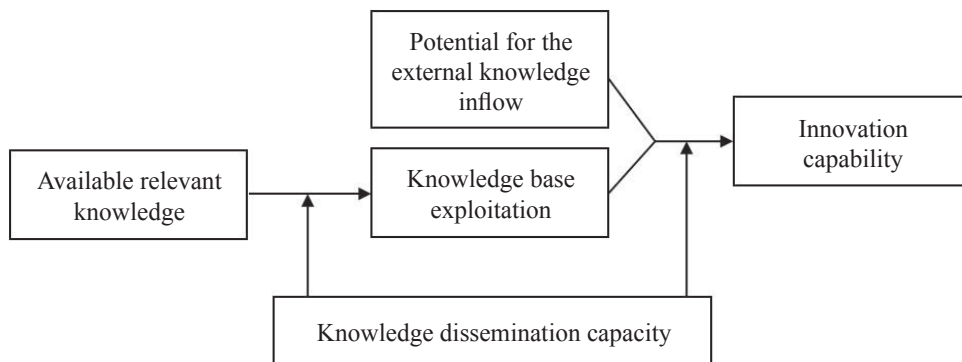 Potential for the
external knowledge
inflow
Innovation
capability
Available relevant
knowledge
Knowledge base
exploitation
Knowledge dissemination capacity